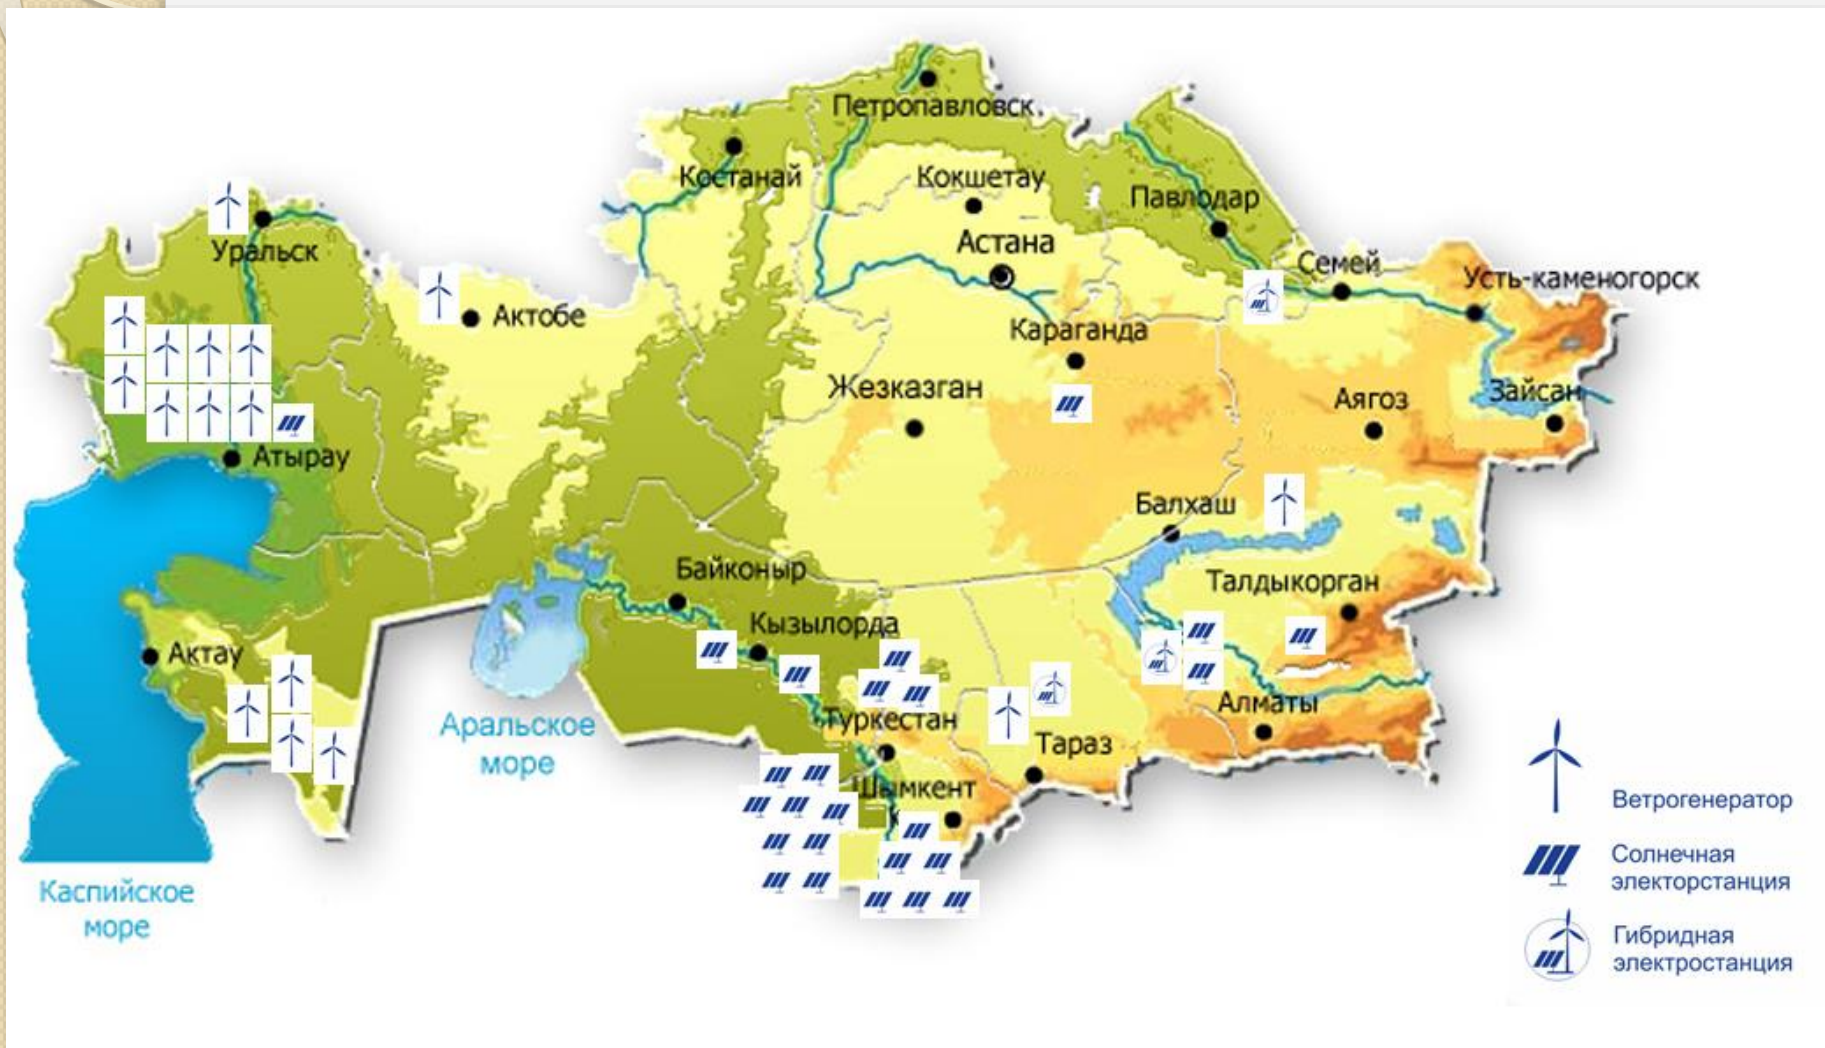 Петропавловск
Костанай
Кокшетау
Павлодар
Уральск
Астана
Семей
Усть-каменогорск
Актобе
Караганда
Жезказган
Аягоз
Зайсан
Атырау
Балхаш
Байконыр
Талдыкорган
Кызылорда
Актау
Алматы
Туркестан
Аральское
море
Тараз
Шымкент
Каспийское
море
Ветрогенератор
Солнечная
электорстанция
Гибридная
электростанция